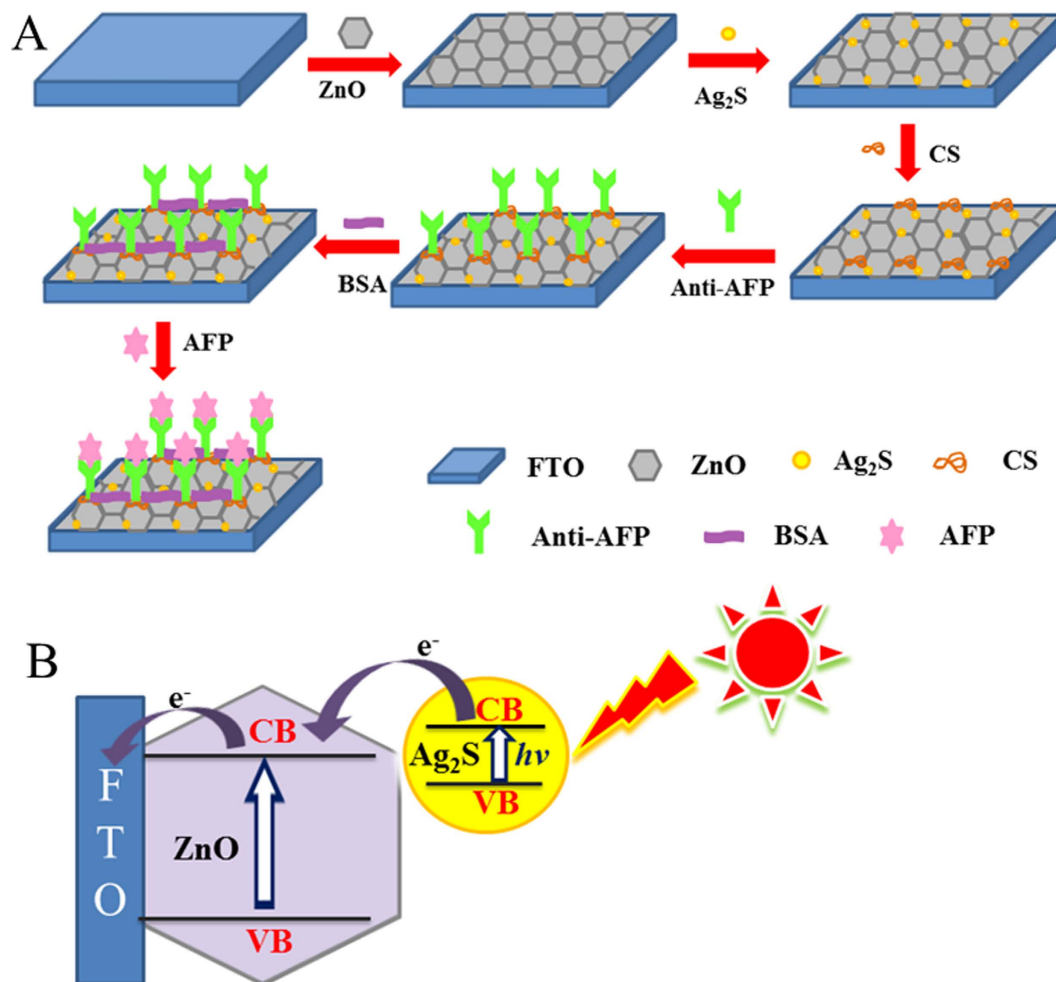 A
ZnO
Ag₂S
CS
Anti-AFP
BSA
AFP
FTO
ZnO
Ag₂S
CS
Anti-AFP
BSA
AFP
B
e⁻
e⁻
CB
CB
Ag₂S
hv
VB
FTO
ZnO
VB